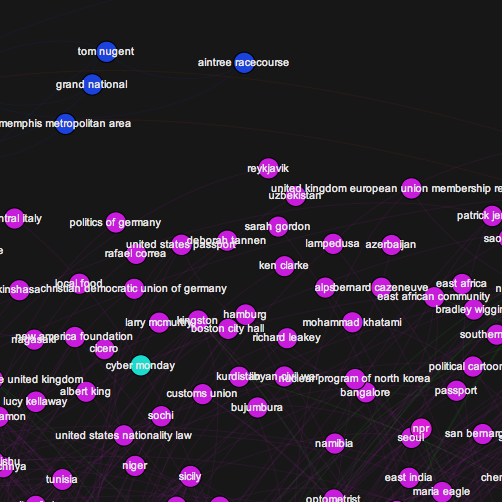 tom nugent
aintree racecourse
grand national
memphis metropolitan area
reykjavik
united kingdom european union membership re
uzbekistan
ntral italy
politics of germany
patrick je
sarah gordon
deborah tannen
united states passport
lampedusa
azerbaijan
rafael correa
ken clarke
local food
kinshasa
christian democratic union of germany
alps
bernard cazeneuve
east africa
east african community
bradley wiggin
hamburg
kingston
larry mcmurtry
boston city hall
mohammad khatami
new america foundation
nagasaki
richard leakey
southern
cicero
cyber monday
political cartoon
kurdistan
libyan civil war
nuclear program of north korea
e united kingdom
albert king
customs union
bangalore
passport
lucy kellaway
bujumbura
amon
sochi
npr
united states nationality law
namibia
seoul
san bernar
niger
tunisia
sicily
east india
cher
maria eagle
optometrist